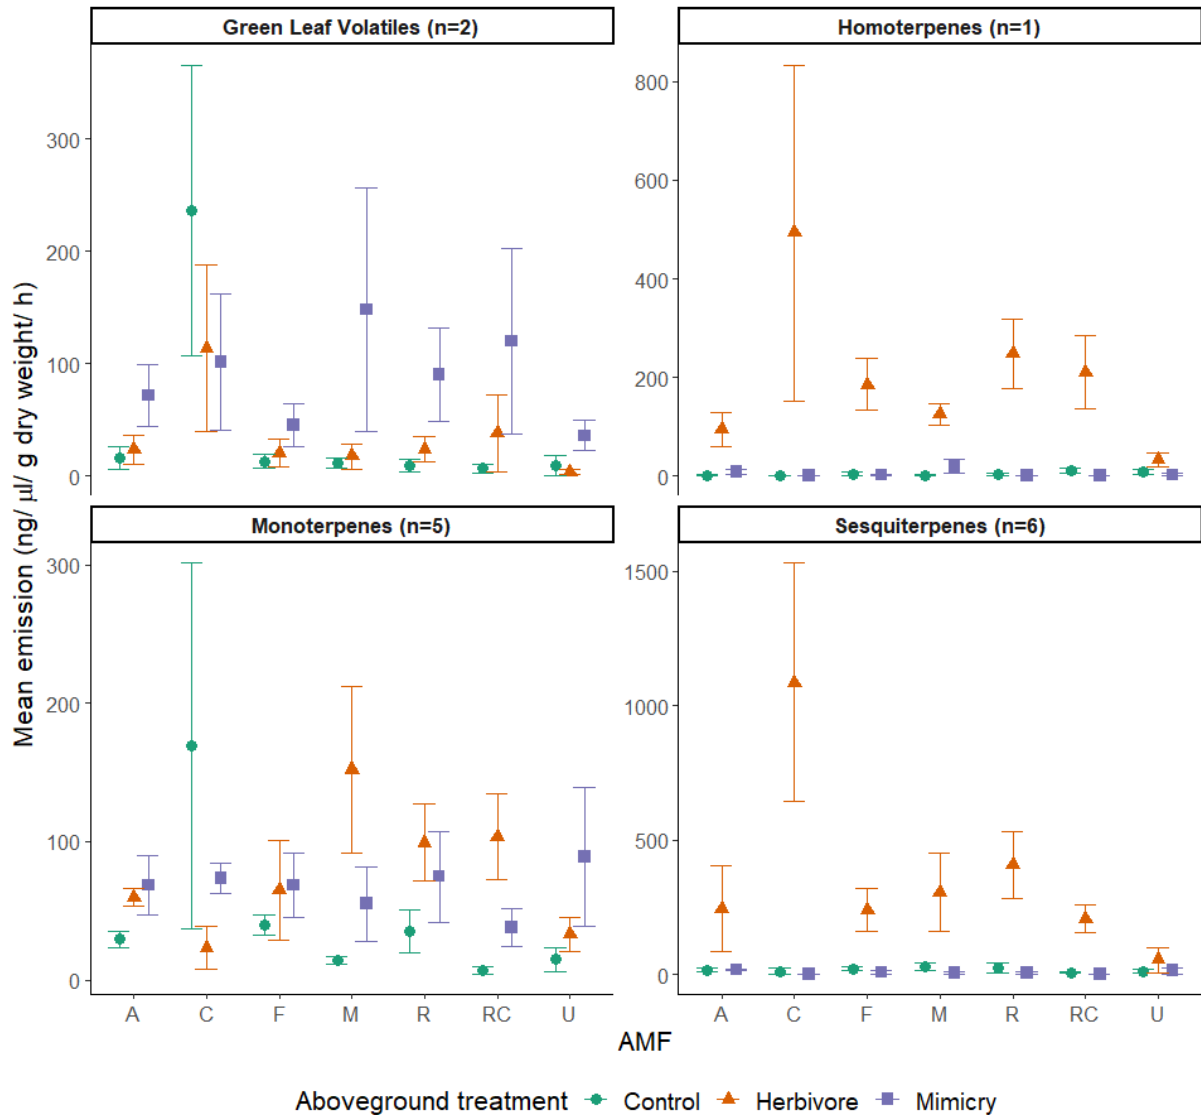 Green Leaf Volatiles (n=2)
Homoterpenes (n=1)
300
200
100
0
800
600
400
200
0
Monoterpenes (n=5)
Sesquiterpenes (n=6)
300
200
100
0
1500
1000
500
0
A C F M R RC U
A C F M R RC U
Mean emission (ng/ µl/ g dry weight/ h)
AMF
Aboveground treatment Control Herbivore Mimicry